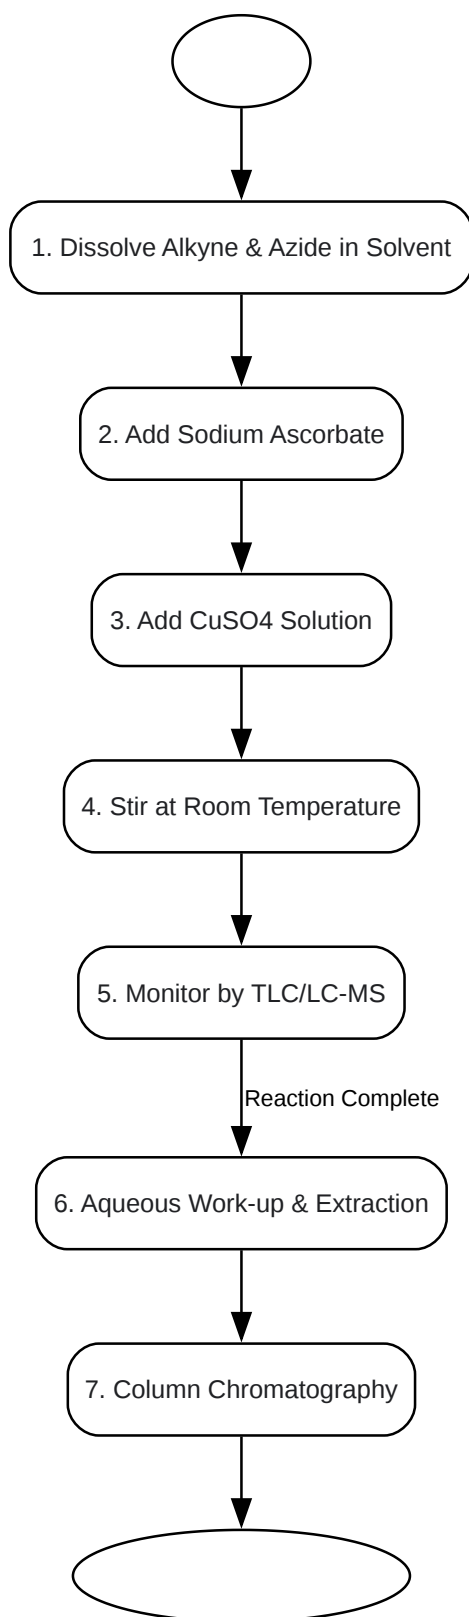 1. Dissolve Alkyne & Azide in Solvent
2. Add Sodium Ascorbate
3. Add CuSO4 Solution
4. Stir at Room Temperature
5. Monitor by TLC/LC-MS
Reaction Complete
6. Aqueous Work-up & Extraction
7. Column Chromatography